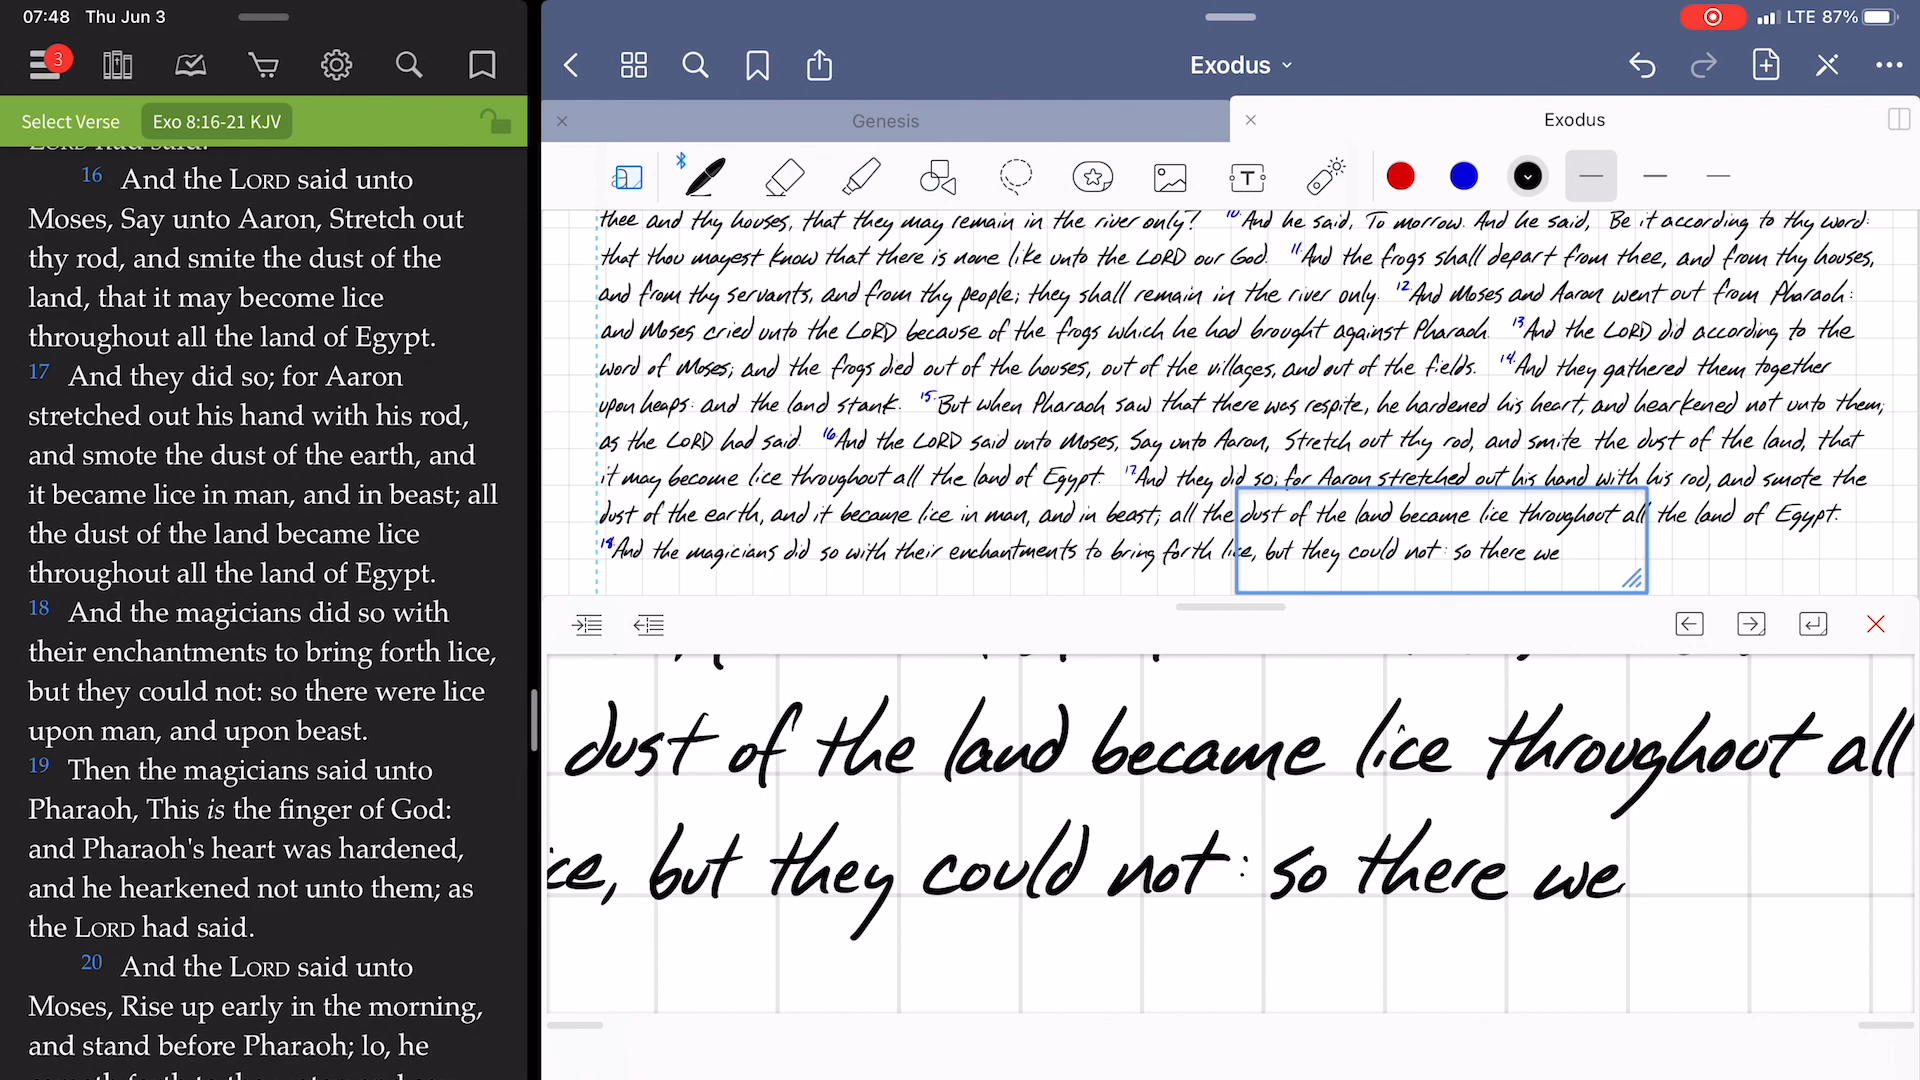 07:48 Thu Jun 3
3
Select Verse Exo 8:16-21 KJV
LORD had said.
16 And the LORD said unto
Moses, Say unto Aaron, Stretch out
thy rod, and smite the dust of the
land, that it may become lice
throughout all the land of Egypt.
17 And they did so; for Aaron
stretched out his hand with his rod,
and smote the dust of the earth, and
it became lice in man, and in beast; all
the dust of the land became lice
throughout all the land of Egypt.
18 And the magicians did so with
their enchantments to bring forth lice,
but they could not: so there were lice
upon man, and upon beast.
19 Then the magicians said unto
Pharaoh, This is the finger of God:
and Pharaoh's heart was hardened,
and he hearkened not unto them; as
the LORD had said.
20 And the LORD said unto
Moses, Rise up early in the morning,
and stand before Pharaoh; lo, he
LTE 87%
Exodus
Genesis
Exodus
thee and thy houses, that they may remain in the river only? 10. And he said, To morrow. And he said, Be it according to thy word:
that thou mayest know that there is none like unto the LORD our God. 11 And the frogs shall depart from thee, and from thy houses,
and from thy servants, and from thy people; they shall remain in the river only. 12 And Moses and Aaron went out from Pharaoh:
and Moses cried unto the LORD because of the frogs which he had brought against Pharaoh. 13 And the LORD did according to the
word of Moses; and the frogs died out of the houses, out of the villages, and out of the fields. 14 And they gathered them together
upon heaps: and the land stank. 15. But when Pharaoh saw that there was respite, he hardened his heart, and hearkened not unto them;
as the LORD had said. 16 And the LORD said unto Moses, Say unto Aaron, Stretch out thy rod, and smite the dust of the land, that
it may become lice throughout all the land of Egypt. 17 And they did so; for Aaron stretched out his hand with his rod, and smote the
dust of the earth, and it became lice in man, and in beast; all the dust of the land became lice throughout all the land of Egypt.
18 And the magicians did so with their enchantments to bring forth lice, but they could not: so there we
dust of the land became lice throughout all
ce, but they could not: so there we